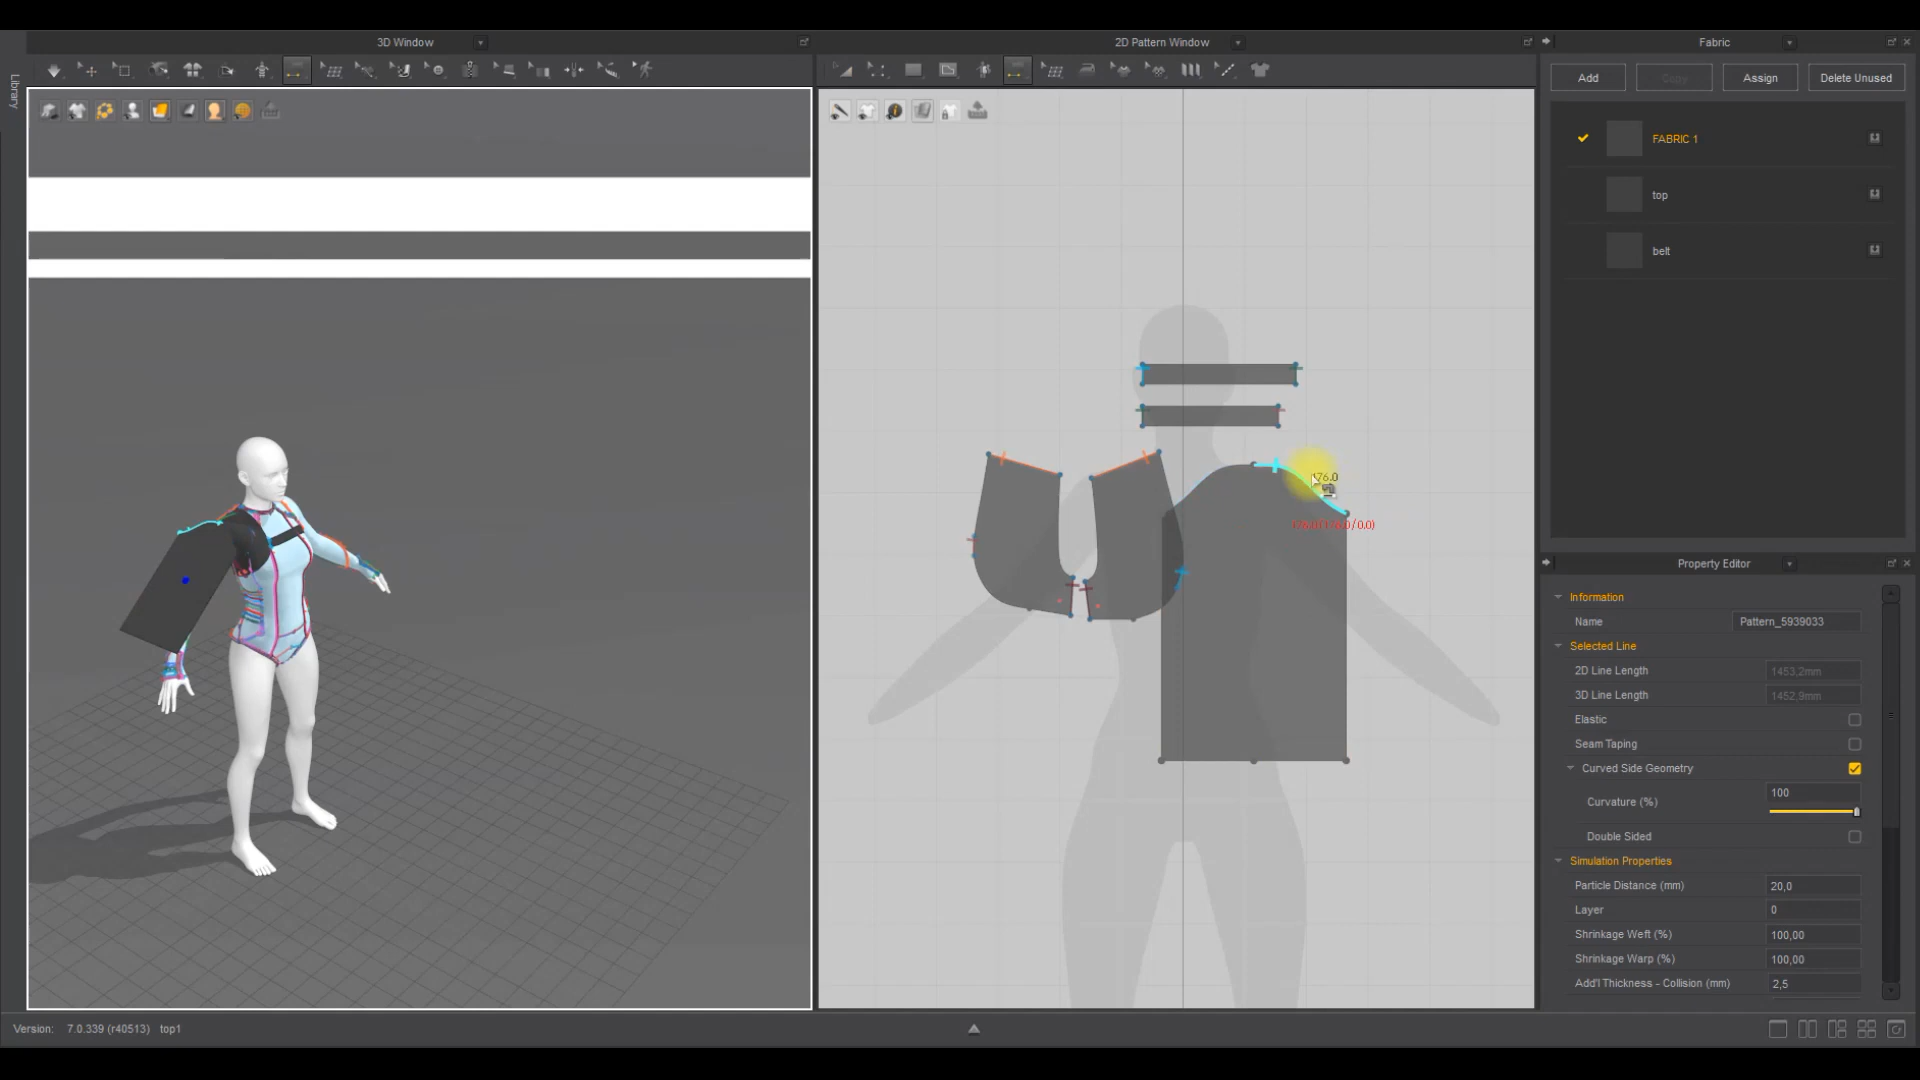 3D Window
2D Pattern Window
Fabric
Library
Add
Copy
Assign
Delete Unused
FABRIC 1
top
belt
176.0
Property Editor
Information
Name
Pattern_5939033
Selected Line
2D Line Length
1453,2mm
3D Line Length
1452,9mm
Elastic
Seam Taping
Curved Side Geometry
Curvature (%)
100
Double Sided
Simulation Properties
Particle Distance (mm)
20,0
Layer
0
Shrinkage Weft (%)
100,00
Shrinkage Warp (%)
100,00
Add'l Thickness - Collision (mm)
2,5
Version: 7.0.339 (r40513) top1